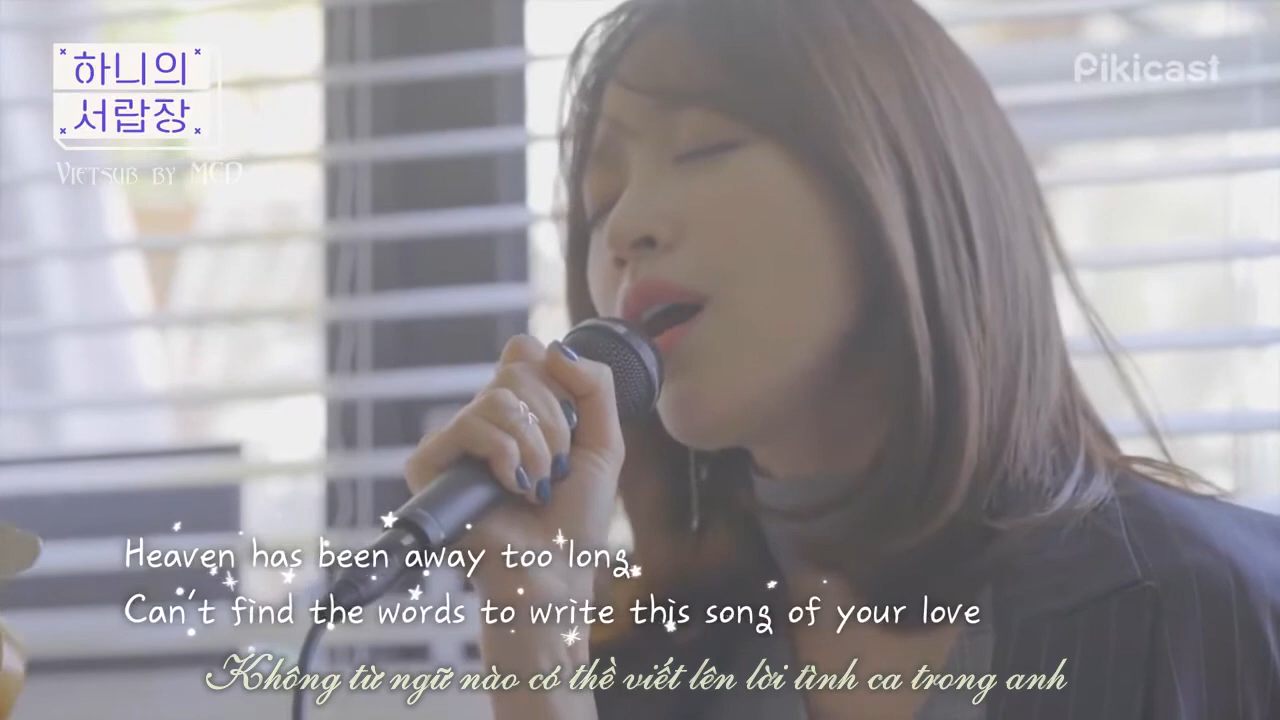 하니의
서랍장
Pikicast
VIETSUB BY MCD
Heaven has been away too long
Can't find the words to write this song of your love
Không từ ngữ nào có thể viết lên lời tình ca trong anh